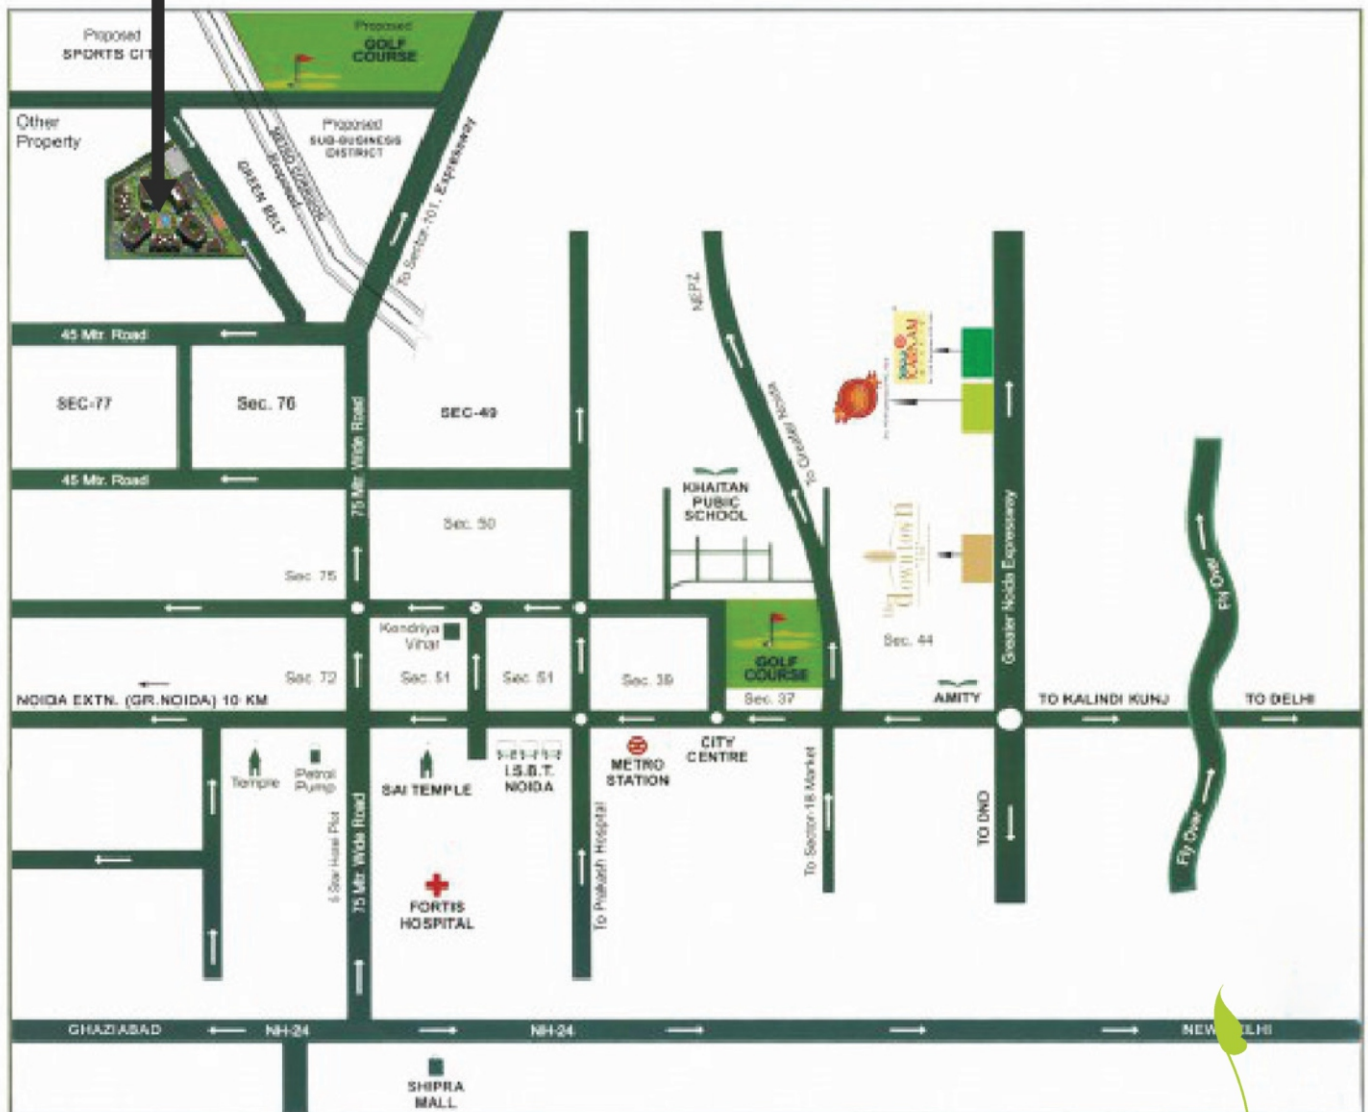 Proposed
SPORTS CIT
Proposed
GOLF
COURSE
Other
Property
Proposed
SUB-BUSINESS
DISTRICT
METRO CORRIDOR
Proposed
GREEN BELT
To Sector-101, Expressway
45 Mtr. Road
SEC-77
Sec. 76
75 Mtr. Wide Road
SEC-49
45 Mtr. Road
Sec. 50
Sec. 75
NEPZ
To Greater Noida
KHAITAN
PUBIC
SCHOOL
Greater Noida Expressway
Fly Over
Kendriya
Vihar
Sec. 72
Sec. 51
Sec. 51
Sec. 39
GOLF
COURSE
Sec. 37
Sec. 44
AMITY
NOIDA EXTN. (GR.NOIDA) 10 KM
TO KALINDI KUNJ
TO DELHI
Temple
Petrol
Pump
SAI TEMPLE
I.S.B.T.
NOIDA
METRO
STATION
CITY
CENTRE
5 Star Hotel Plot
75 Mtr. Wide Road
To Prakash Hospital
To Sector-18 Market
TO DND
Fly Over
FORTIS
HOSPITAL
GHAZIABAD
NH-24
NH-24
NEW ELHI
SHIPRA
MALL